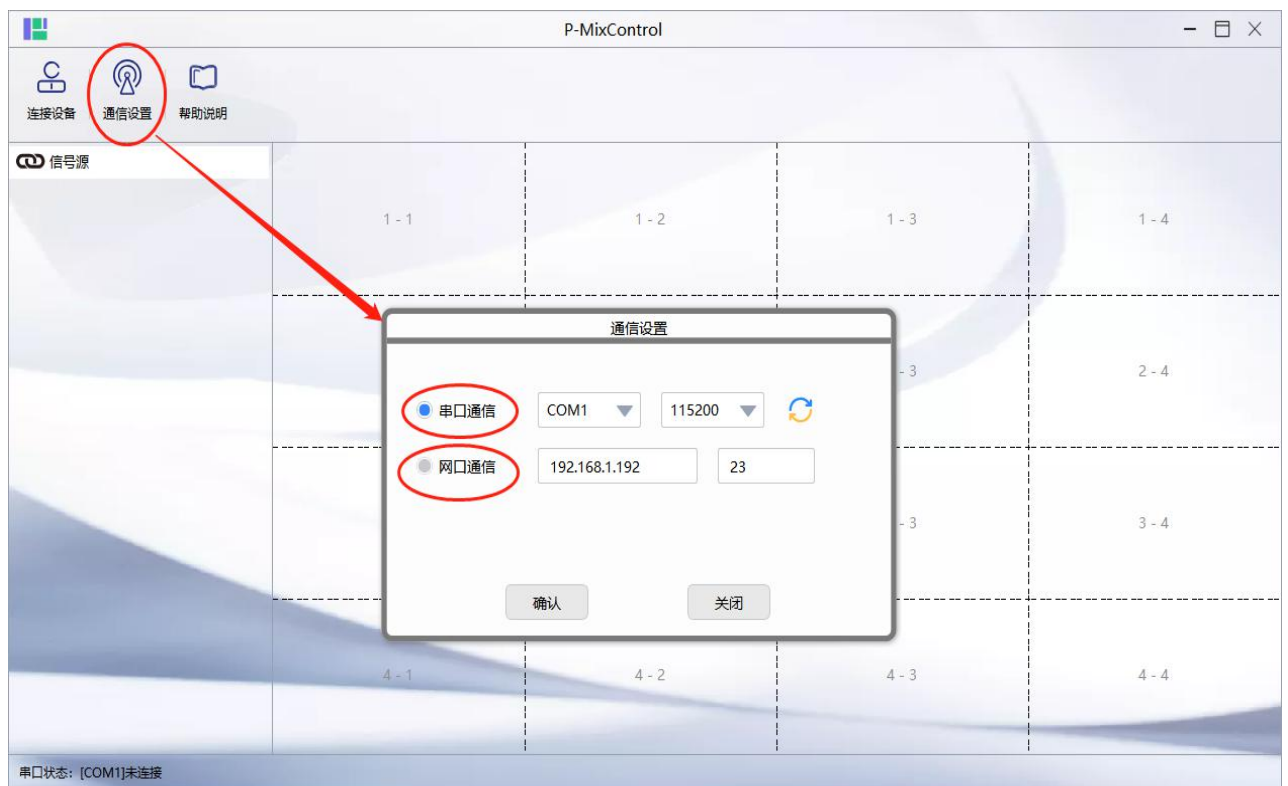 P-MixControl
连接设备 通信设置 帮助说明
信号源
1 - 1 1 - 2 1 - 3 1 - 4
通信设置
- 3 2 - 4
串口通信 COM1 115200
网口通信 192.168.1.192 23
- 3 3 - 4
确认 关闭
4 - 1 4 - 2 4 - 3 4 - 4
串口状态: [COM1]未连接